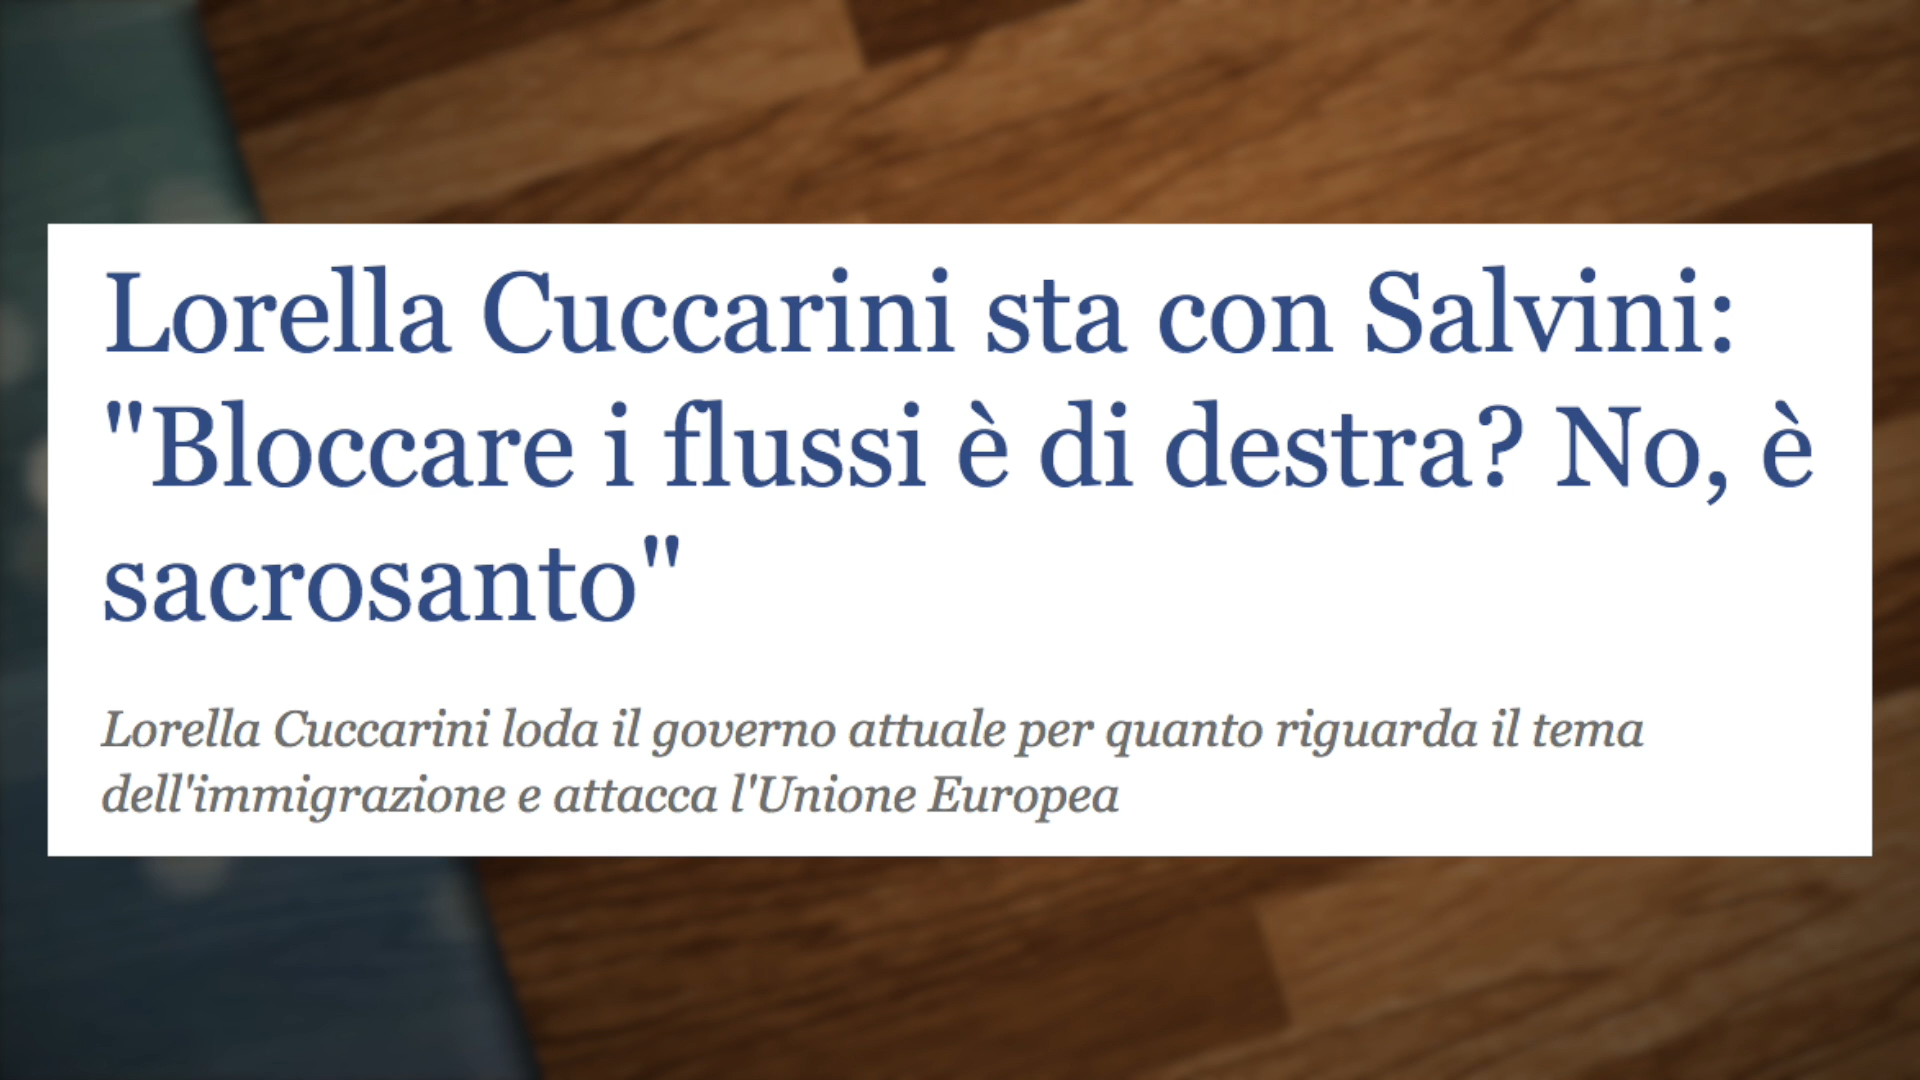 Lorella Cuccarini sta con Salvini:
"Bloccare i flussi è di destra? No, è
sacrosanto"
Lorella Cuccarini loda il governo attuale per quanto riguarda il tema
dell'immigrazione e attacca l'Unione Europea